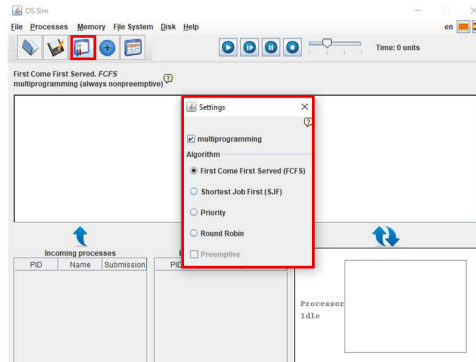 OS Sim
File Processes Memory File System Disk Help
en
Time: 0 units
First Come First Served. FCFS
multiprogramming (always nonpreemptive)
Settings
multiprogramming
Algorithm
First Come First Served (FCFS)
Shortest Job First (SJF)
Priority
Round Robin
Preemptive
Incoming processes
PID Name Submission
Processor
Idle